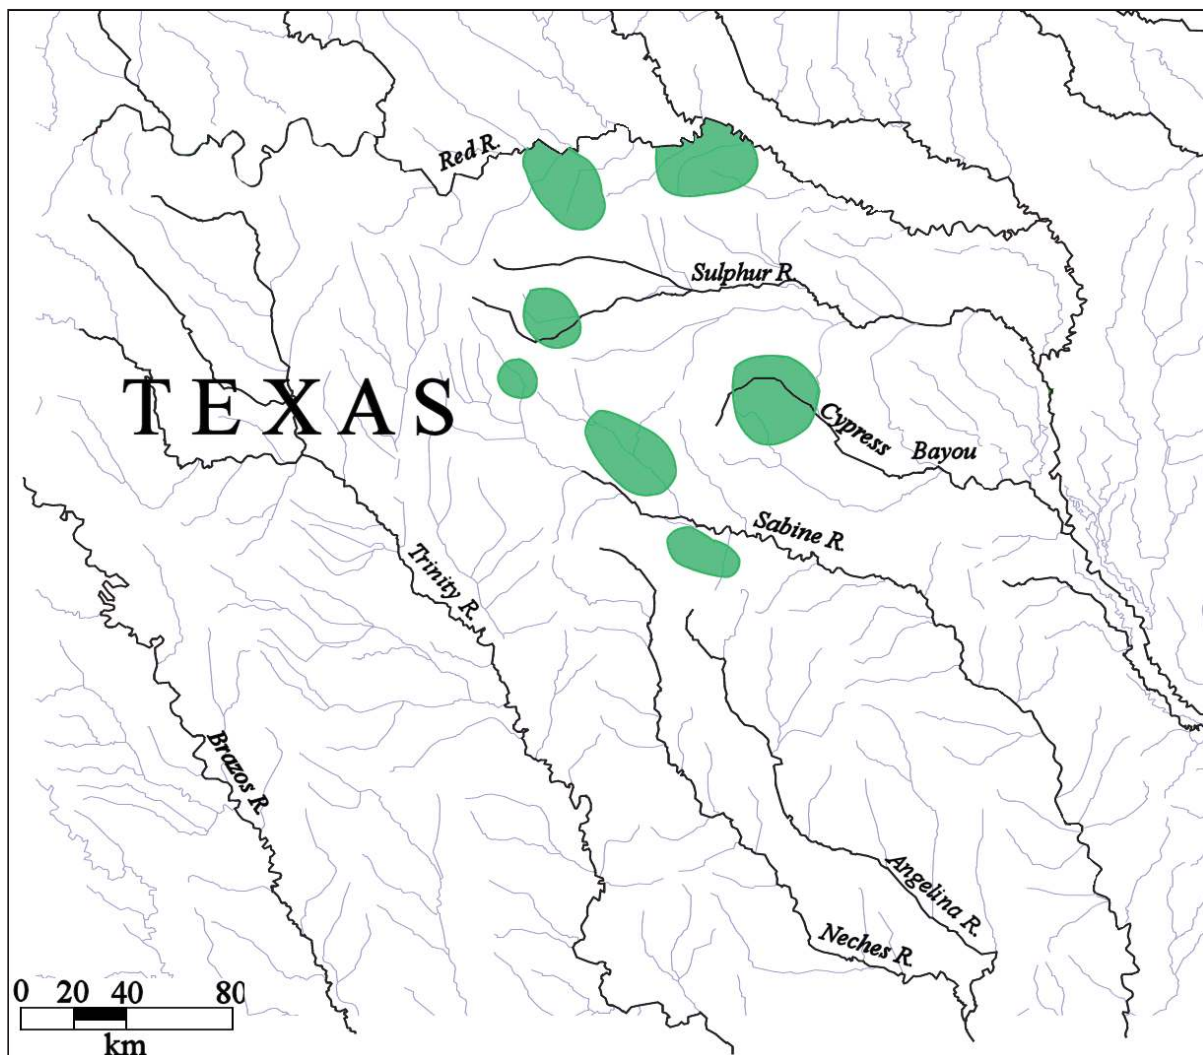 Red R.
Sulphur R.
TEXAS
Cypress Bayou
Sabine R.
Trinity R.
Brazos R.
Angelina R.
Neches R.
0 20 40 80
km